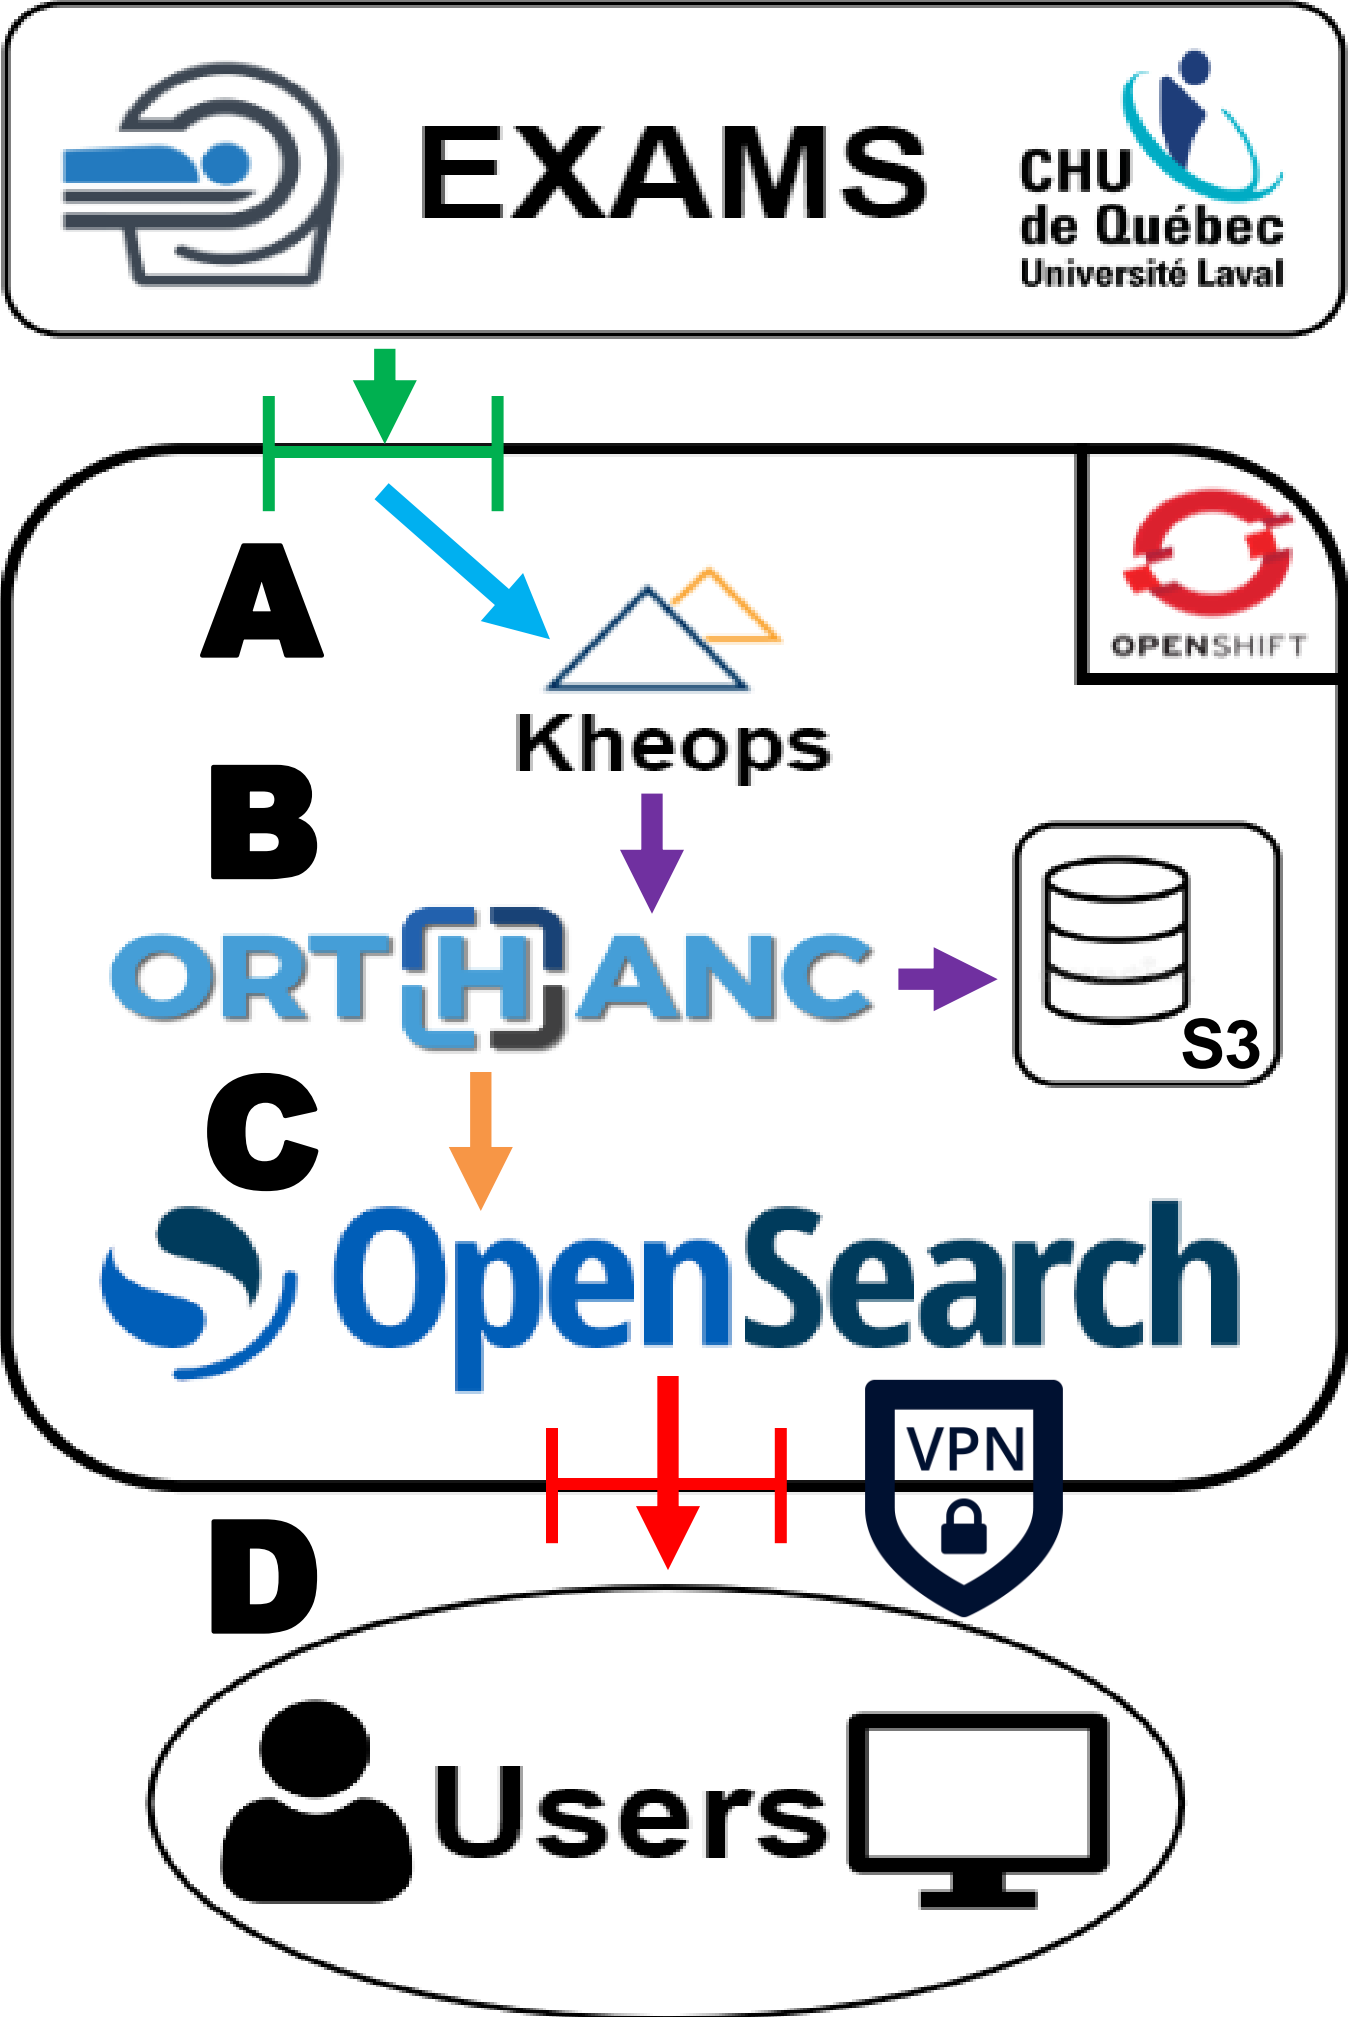 EXAMS
CHU
de Québec
Université Laval
A
OPENSHIFT
Kheops
B
ORTHANC
S3
C
OpenSearch
VPN
D
Users